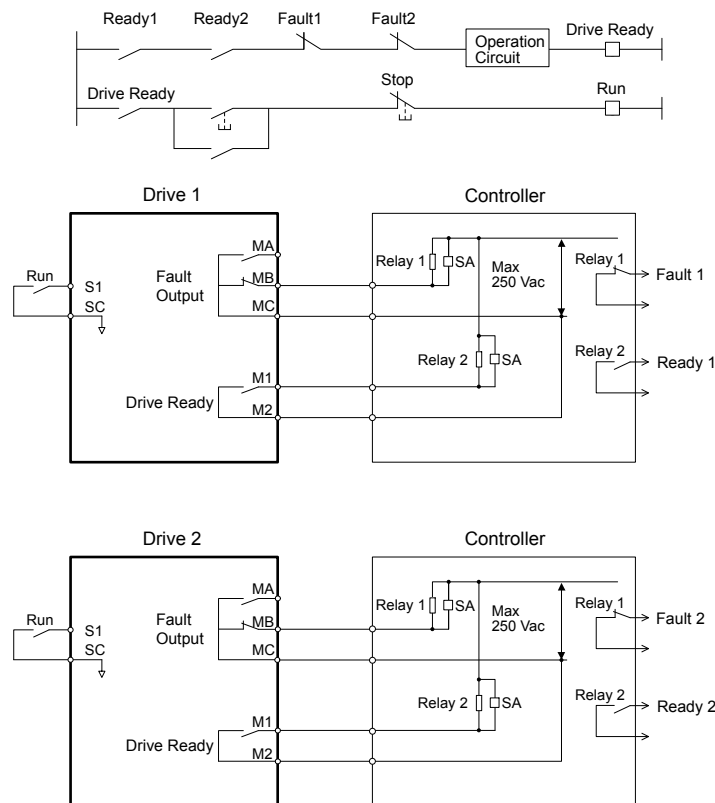 Ready1 Ready2 Fault1 Fault2 Drive Ready
Operation
Circuit
Drive Ready Stop Run
Drive 1 Controller
MA
Relay 1 SA Max
250 Vac
Relay 1
Fault 1
Run S1 Fault
Output MB
SC MC
Relay 2 SA
Relay 2 Ready 1
M1
Drive Ready
M2
Drive 2 Controller
MA
Relay 1 SA Max
250 Vac
Relay 1
Fault 2
Run S1 Fault
Output MB
SC MC
Relay 2 SA
Relay 2 Ready 2
M1
Drive Ready
M2